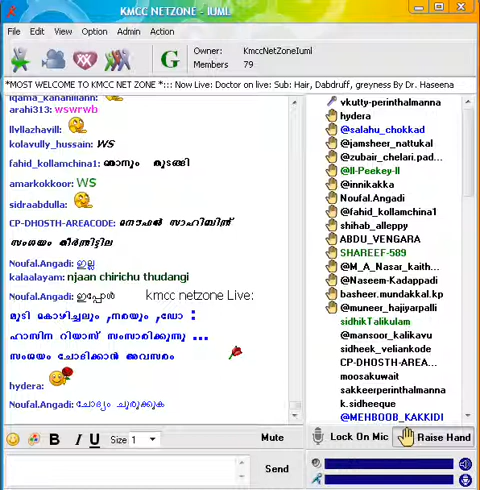 KMCC NETZONE - IUML
File Edit View Option Admin Action
G Owner: KmccNetZoneIuml
Members 79
*MOST WELCOME TO KMCC NET ZONE *::: Now Live: Doctor on live: Sub: Hair, Dabdruff, greyness By Dr. Haseena
iqama_kananilann:
arahi313: wswrwb
llvllazhavill:
kolavully_hussain: WS
fahid_kollamchina1: ഞാനും തുടങ്ങി
amarkokkoor: WS
sidraabdulla:
CP-DHOSTH-AREACODE: നൌഫൽ സാഹിബിന്ന്
സംശയം തീർന്നിട്ടില്ല
Noufal.Angadi: ഇല്ല
kalaalayam: njaan chirichu thudangi
Noufal.Angadi: ഇപ്പോൾ kmcc netzone Live:
മുടി കൊഴിച്ചലും ,നരയും ,ഡോ :
ഹാസിന റിയാസ് സംസാരിക്കുന്നു ...
സംശയം ചോദിക്കാൻ അവസരം
hydera:
Noufal.Angadi: ചോദ്യം ചുരുക്കുക
vkutty-perinthalmanna
hydera
@salahu_chokkad
@jamsheer_nattukal
@zubair_chelari.pad...
@ll-Peekey-ll
@innikakka
Noufal.Angadi
@fahid_kollamchina1
shihab_alleppy
ABDU_VENGARA
SHAREEF-589
@M_A_Nasar_kaith...
@Naseem-Kadappadi
basheer.mundakkal.kp
@muneer_hajiyarpalli
sidhikTalikulam
@mansoor_kalikavu
sidheek_veliankode
CP-DHOSTH-AREA...
moosakuwait
sakkeerperinthalmanna
k.sidheeque
@MEHBOOB_KAKKIDI
B I U Size 1 Mute
Lock On Mic Raise Hand
Send